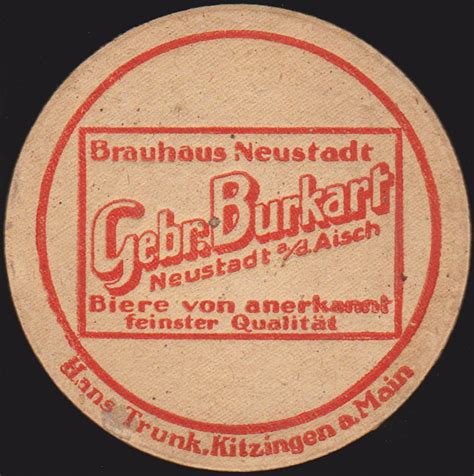 Brauhaus Neustadt
Gebr. Burkart
Neustadt a/d. Aisch
Biere von anerkannt
feinster Qualität
Hans Trunk, Kitzingen a. Main